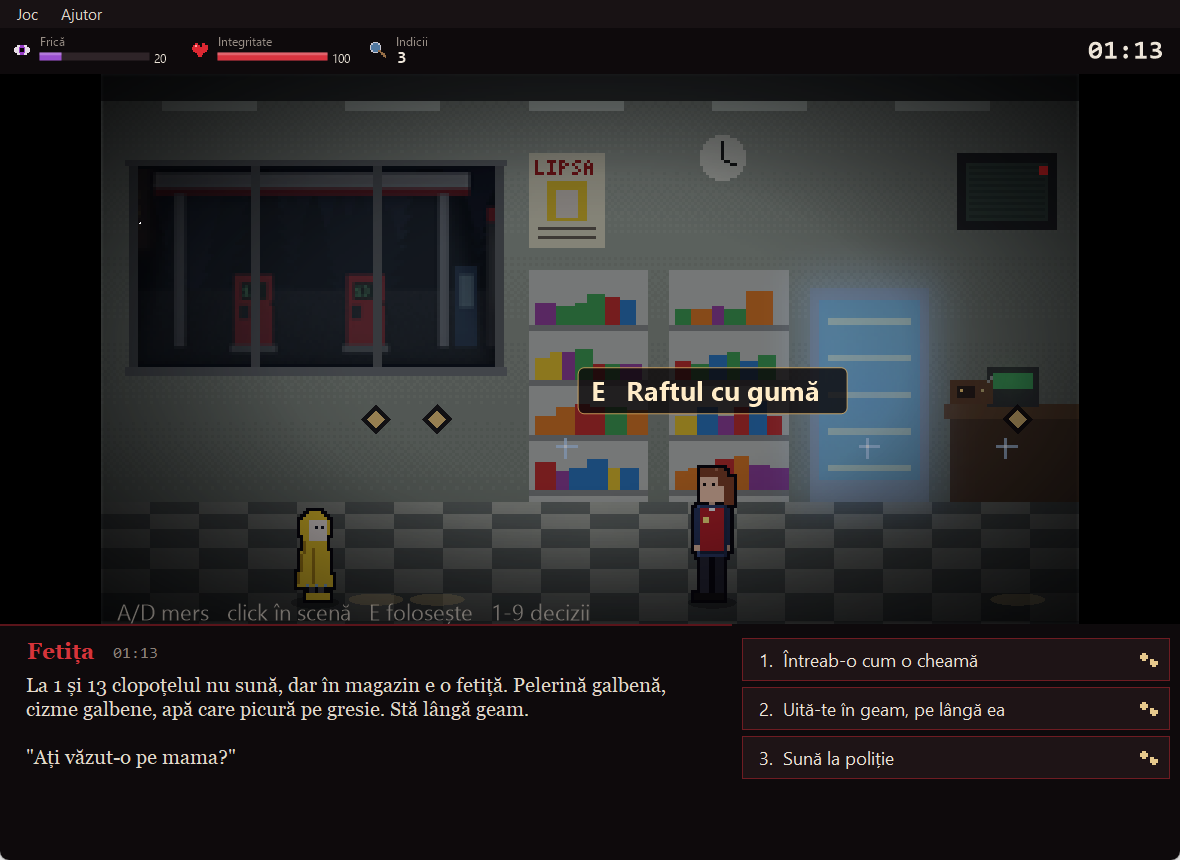 Joc Ajutor
Frică
20
Integritate
100
Indicii
3
01:13
LIPSA
E Raftul cu gumă
A/D mers click în scenă E folosește 1-9 decizii
Fetița 01:13
La 1 și 13 clopoțelul nu sună, dar în magazin e o fetiță. Pelerină galbenă,
cizme galbene, apă care picură pe gresie. Stă lângă geam.
"Ați văzut-o pe mama?"
1. Întreab-o cum o cheamă
2. Uită-te în geam, pe lângă ea
3. Sună la poliție